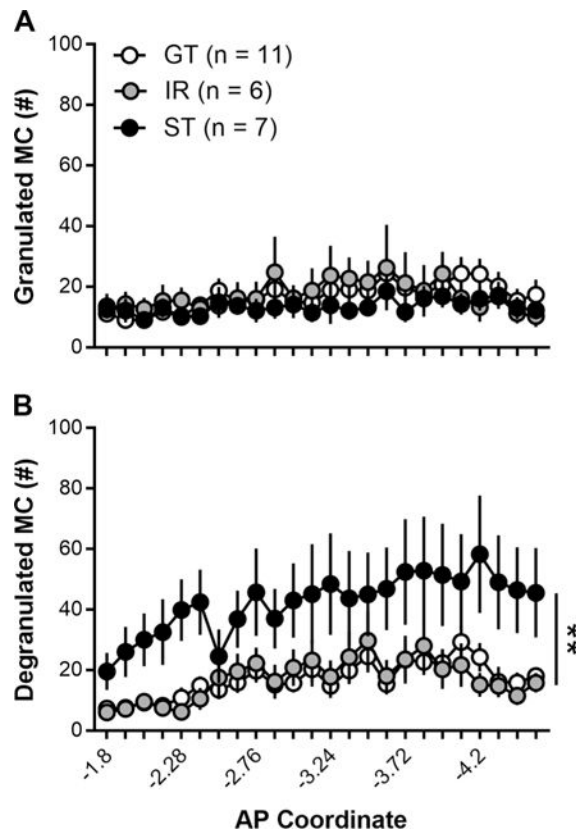 A
100
80
60
40
20
0
Granulated MC (#)
GT (n = 11)
IR (n = 6)
ST (n = 7)
B
100
80
60
40
20
0
Degranulated MC (#)
**
-1.8
-2.28
-2.76
-3.24
-3.72
-4.2
AP Coordinate